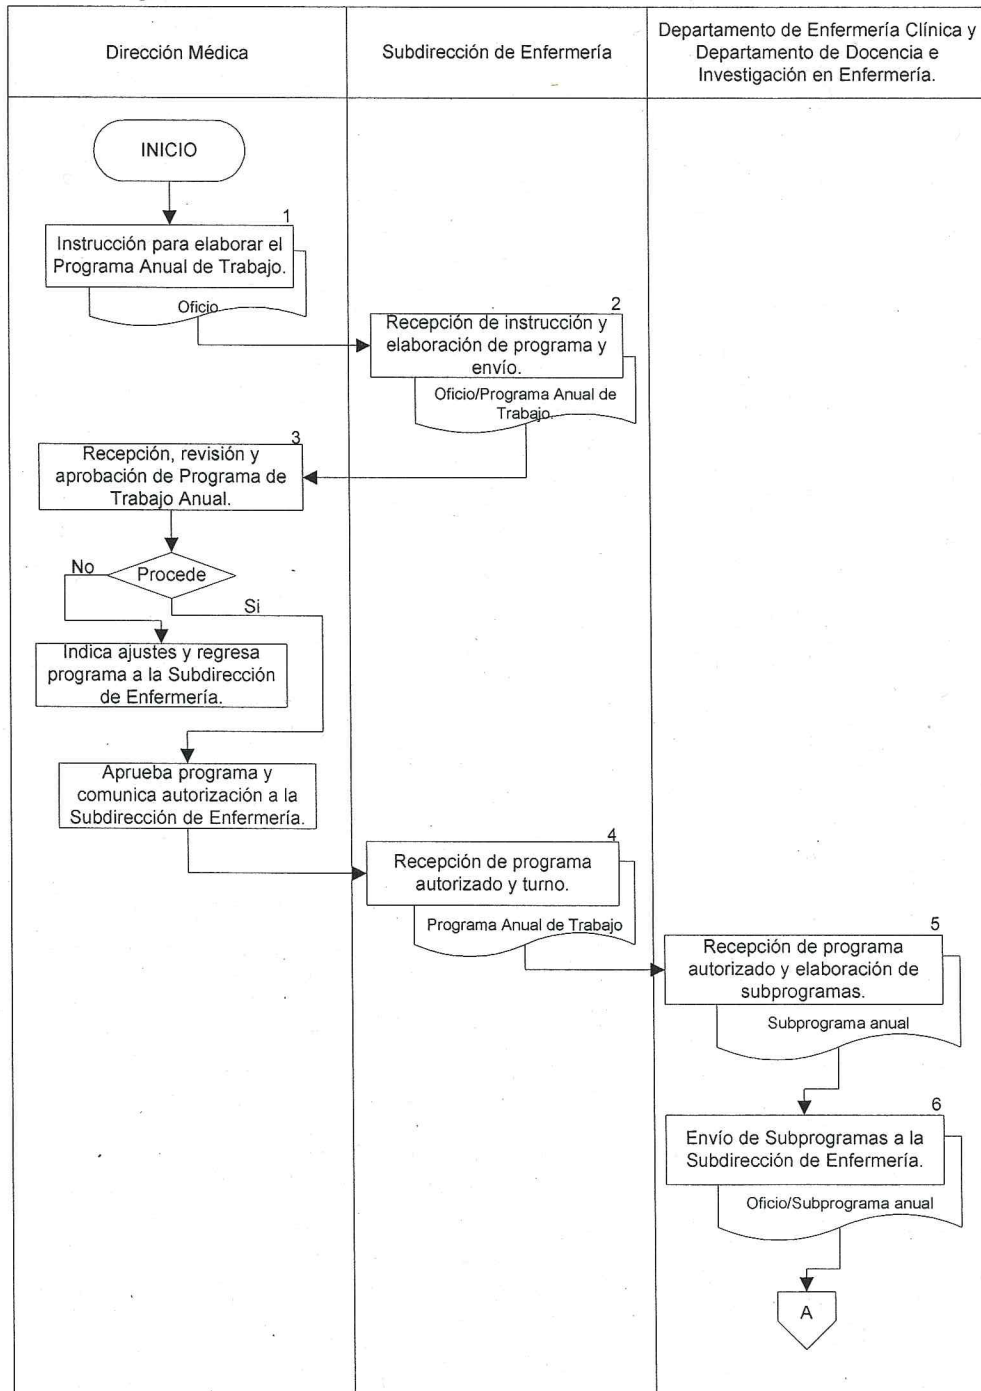 Dirección Médica
Subdirección de Enfermería
Departamento de Enfermería Clínica y
Departamento de Docencia e
Investigación en Enfermería.
INICIO
1
Instrucción para elaborar el
Programa Anual de Trabajo.
Oficio
2
Recepción de instrucción y
elaboración de programa y
envío.
Oficio/Programa Anual de
Trabajo.
3
Recepción, revisión y
aprobación de Programa de
Trabajo Anual.
Procede
No
Si
Indica ajustes y regresa
programa a la Subdirección
de Enfermería.
Aprueba programa y
comunica autorización a la
Subdirección de Enfermería.
4
Recepción de programa
autorizado y turno.
Programa Anual de Trabajo
5
Recepción de programa
autorizado y elaboración de
subprogramas.
Subprograma anual
6
Envío de Subprogramas a la
Subdirección de Enfermería.
Oficio/Subprograma anual
A